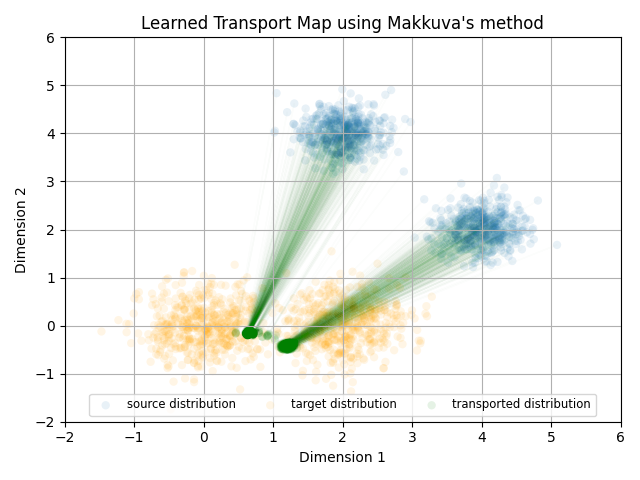 Learned Transport Map using Makkuva's method
6
5
4
3
2
1
0
−1
−2
Dimension 2
source distribution target distribution transported distribution
−2 −1 0 1 2 3 4 5 6
Dimension 1